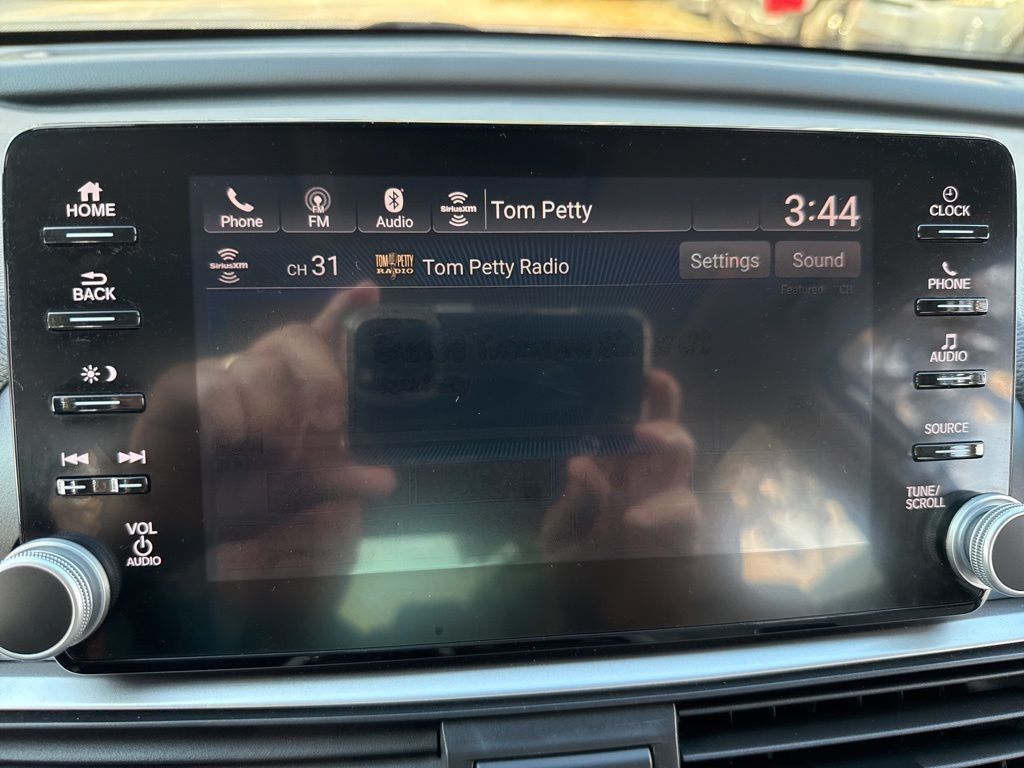 HOME
BACK
VOL
AUDIO
Phone
FM
FM
Audio
SiriusXM
Tom Petty
3:44
SiriusXM
CH 31
TOM PETTY
RADIO
Tom Petty Radio
Settings
Sound
Featured CH
CLOCK
PHONE
AUDIO
SOURCE
TUNE/
SCROLL